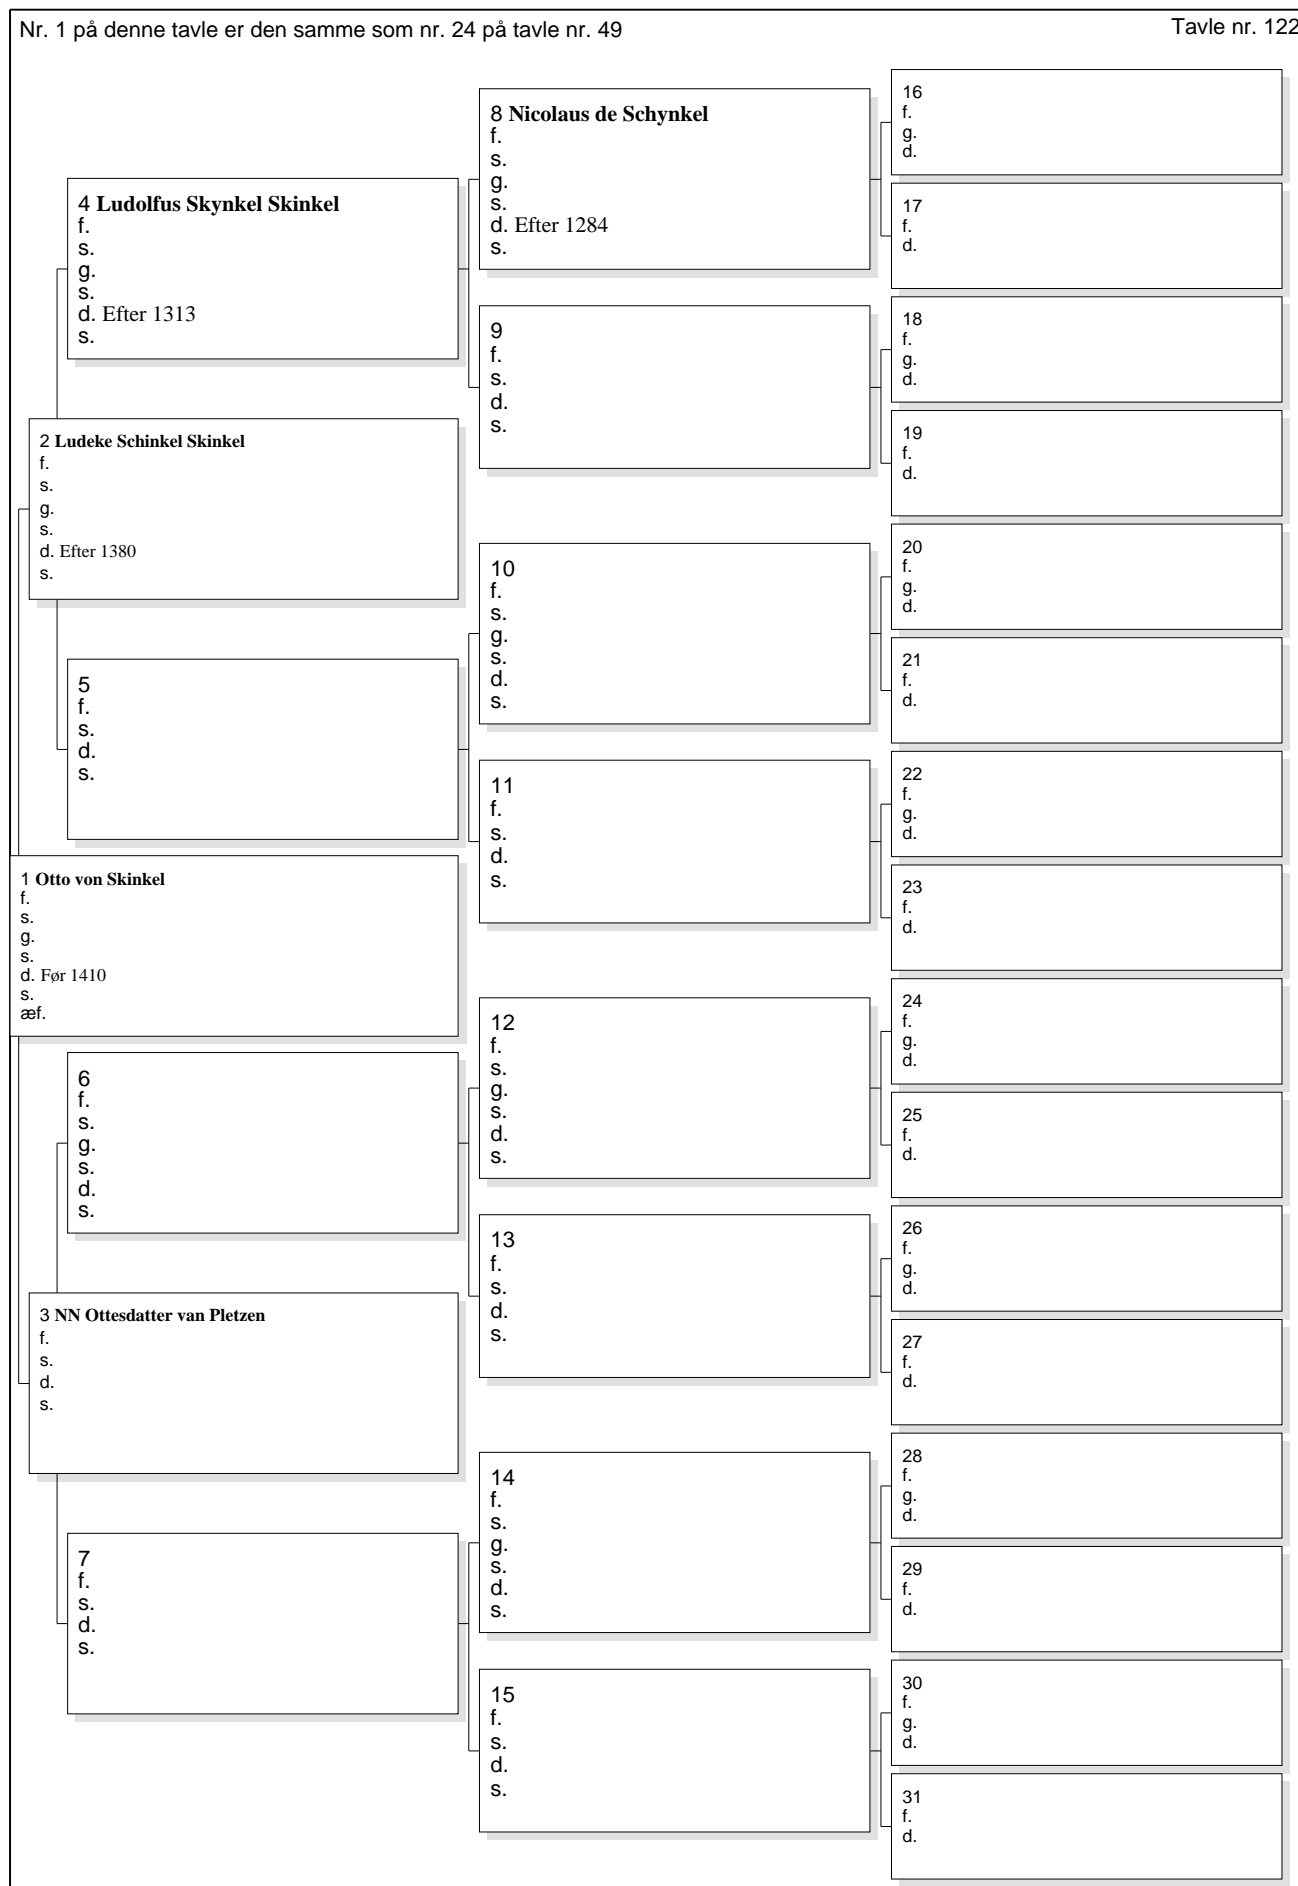 Nr. 1 på denne tavle er den samme som nr. 24 på tavle nr. 49
Tavle nr. 122
1 Otto von Skinkel
f.
s.
g.
s.
d. Før 1410
s.
æf.
2 Ludeke Schinkel Skinkel
f.
s.
g.
s.
d. Efter 1380
s.
3 NN Ottesdatter van Pletzen
f.
s.
d.
s.
4 Ludolfus Skynkel Skinkel
f.
s.
g.
s.
d. Efter 1313
s.
5
f.
s.
d.
s.
6
f.
s.
g.
s.
d.
s.
7
f.
s.
d.
s.
8 Nicolaus de Schynkel
f.
s.
g.
s.
d. Efter 1284
s.
9
f.
s.
d.
s.
10
f.
s.
g.
s.
d.
s.
11
f.
s.
d.
s.
12
f.
s.
g.
s.
d.
s.
13
f.
s.
d.
s.
14
f.
s.
g.
s.
d.
s.
15
f.
s.
d.
s.
16
f.
g.
d.
17
f.
d.
18
f.
g.
d.
19
f.
d.
20
f.
g.
d.
21
f.
d.
22
f.
g.
d.
23
f.
d.
24
f.
g.
d.
25
f.
d.
26
f.
g.
d.
27
f.
d.
28
f.
g.
d.
29
f.
d.
30
f.
g.
d.
31
f.
d.